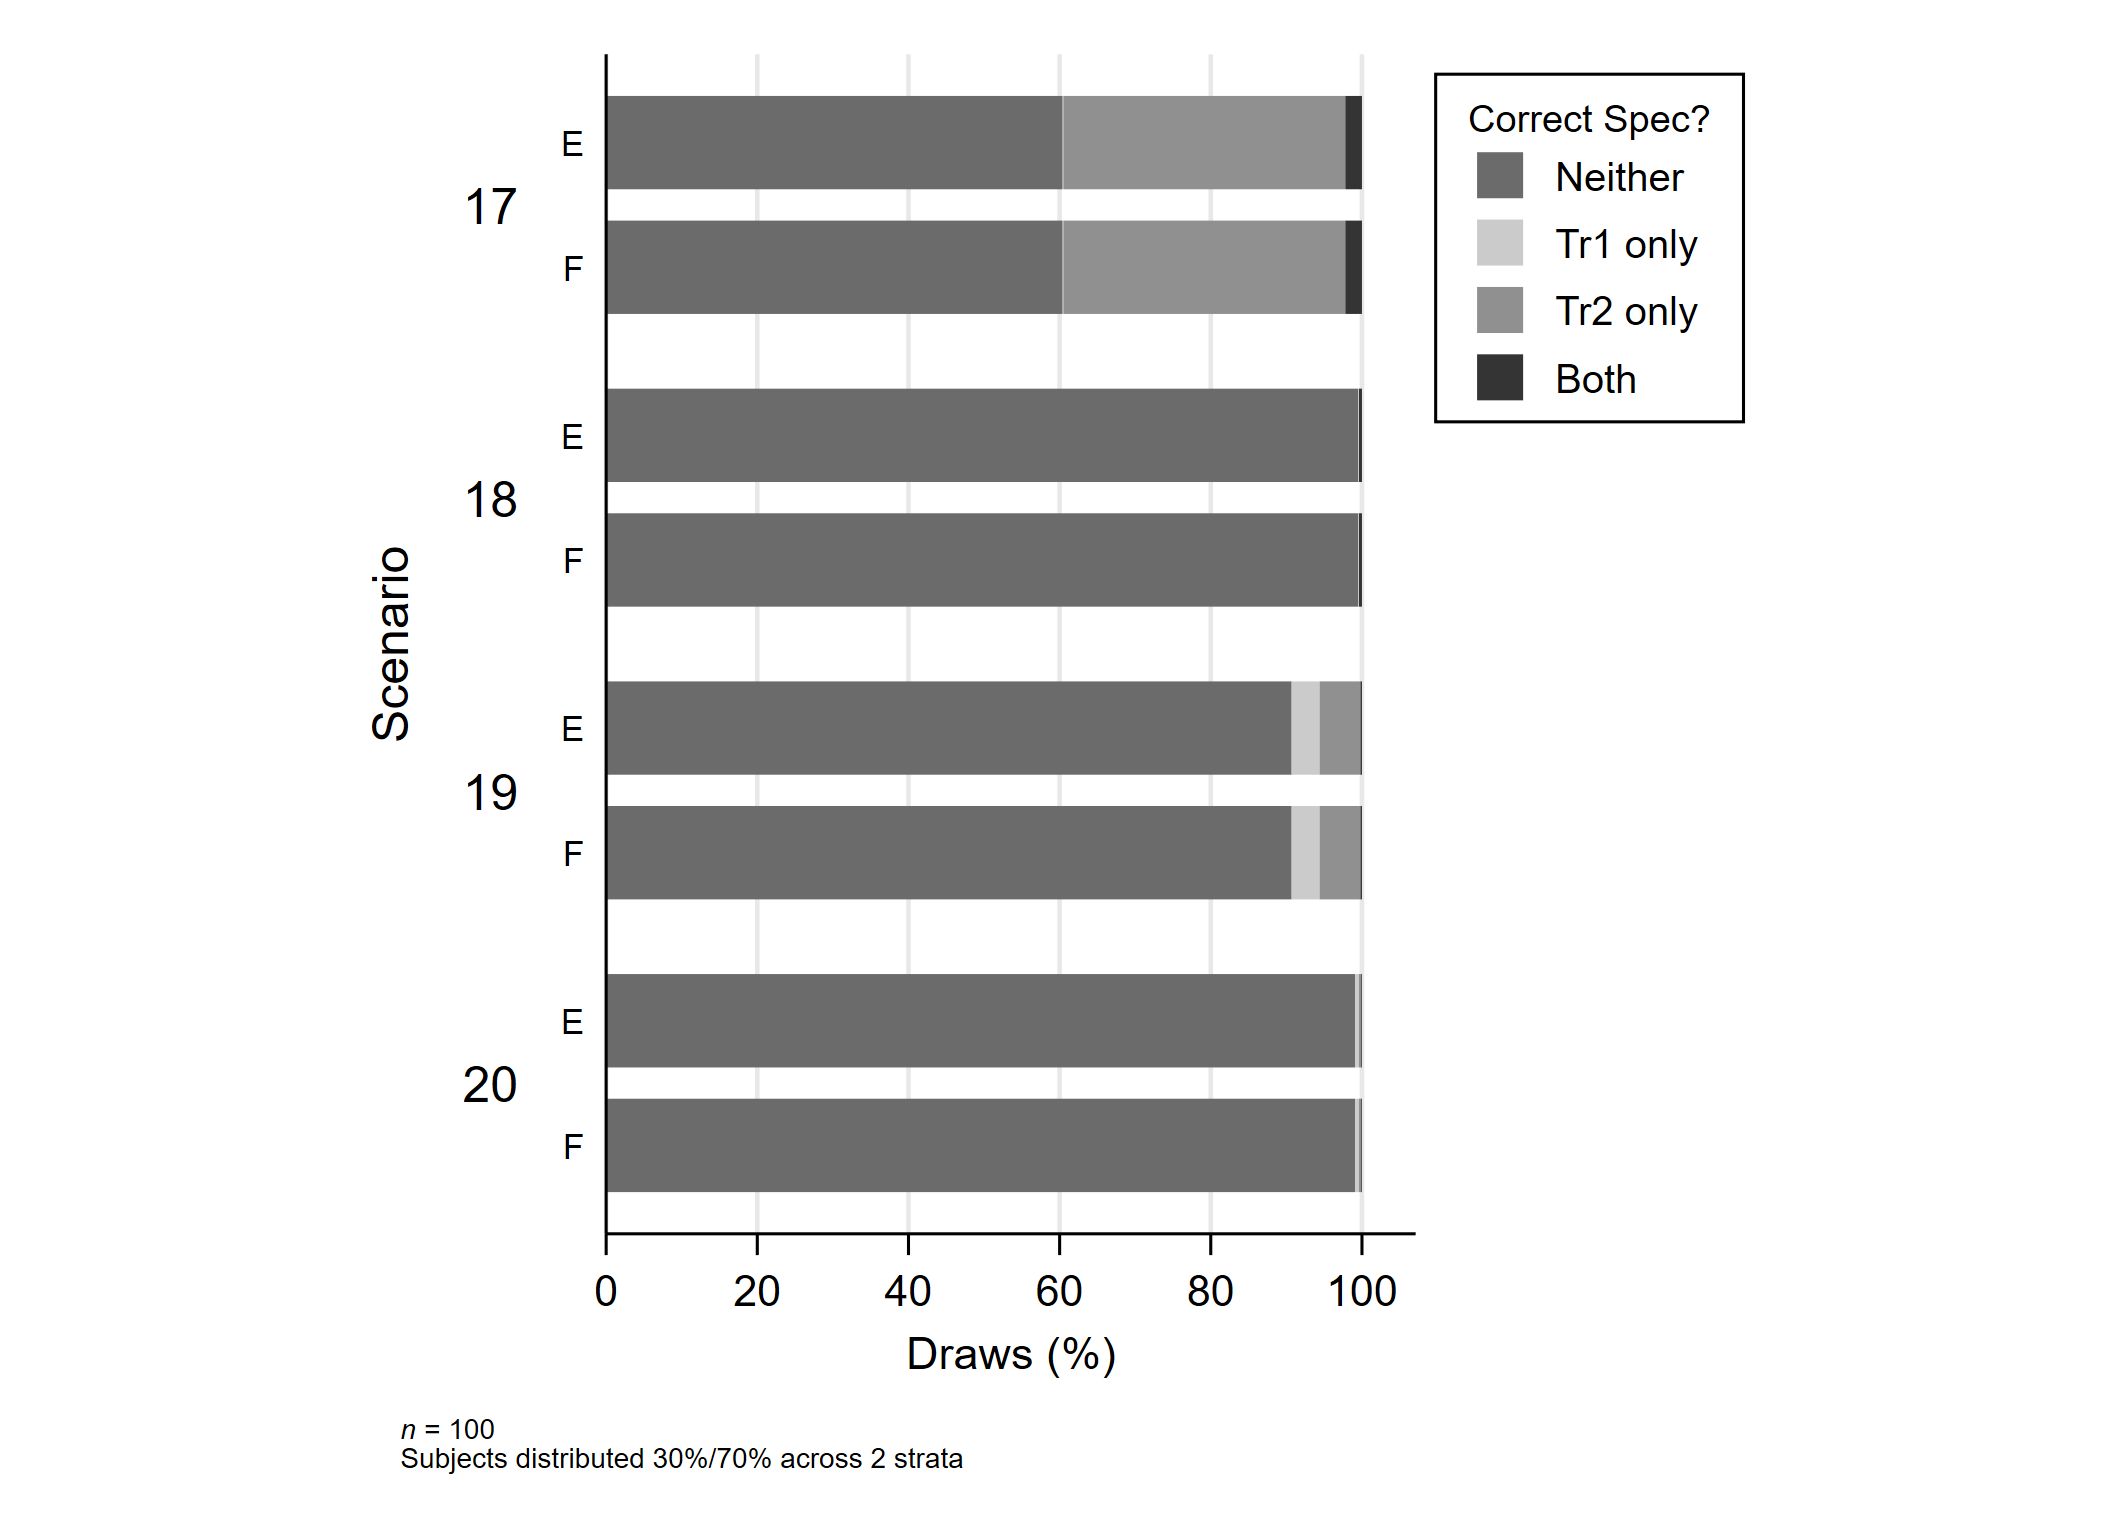 Correct Spec?
Neither
Tr1 only
Tr2 only
Both
Scenario
17
E
F
18
E
F
19
E
F
20
E
F
0 20 40 60 80 100
Draws (%)
n = 100
Subjects distributed 30%/70% across 2 strata